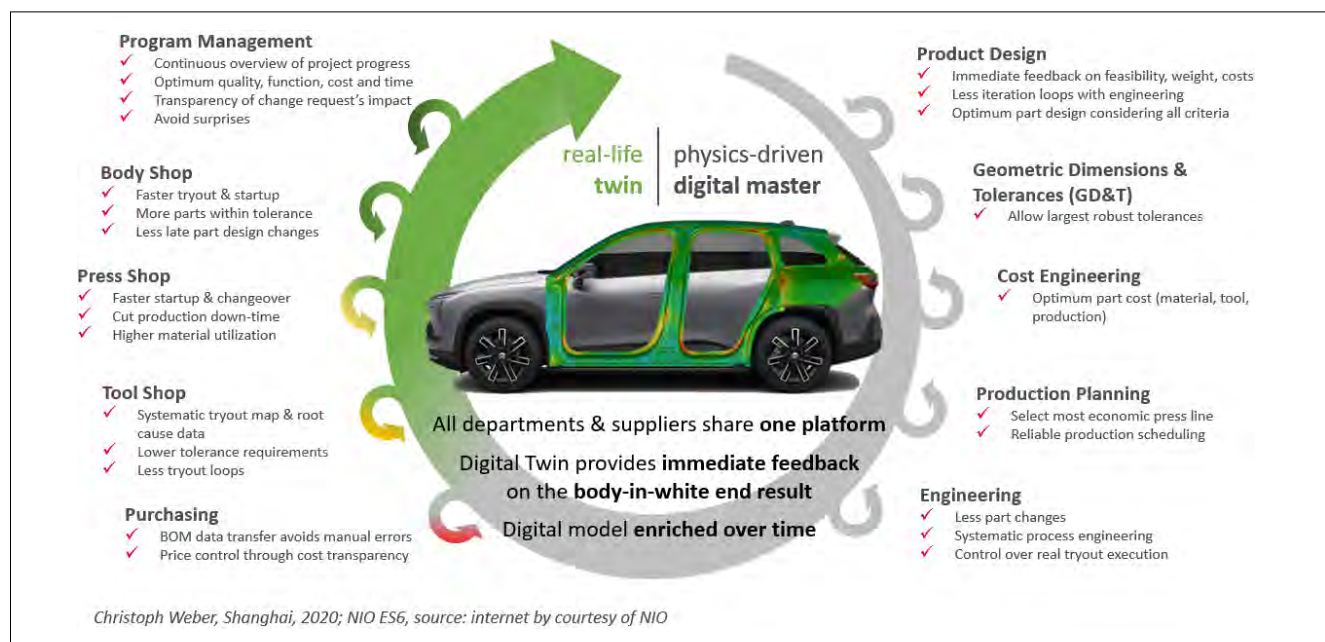 Program Management
✓ Continuous overview of project progress
✓ Optimum quality, function, cost and time
✓ Transparency of change request's impact
✓ Avoid surprises
Body Shop
✓ Faster tryout & startup
✓ More parts within tolerance
✓ Less late part design changes
Press Shop
✓ Faster startup & changeover
✓ Cut production down-time
✓ Higher material utilization
Tool Shop
✓ Systematic tryout map & root
cause data
✓ Lower tolerance requirements
✓ Less tryout loops
Purchasing
✓ BOM data transfer avoids manual errors
✓ Price control through cost transparency
real-life
twin
physics-driven
digital master
All departments & suppliers share one platform
Digital Twin provides immediate feedback
on the body-in-white end result
Digital model enriched over time
Product Design
✓ Immediate feedback on feasibility, weight, costs
✓ Less iteration loops with engineering
✓ Optimum part design considering all criteria
Geometric Dimensions &
Tolerances (GD&T)
✓ Allow largest robust tolerances
Cost Engineering
✓ Optimum part cost (material, tool,
production)
Production Planning
✓ Select most economic press line
✓ Reliable production scheduling
Engineering
✓ Less part changes
✓ Systematic process engineering
✓ Control over real tryout execution
Christoph Weber, Shanghai, 2020; NIO ES6, source: internet by courtesy of NIO